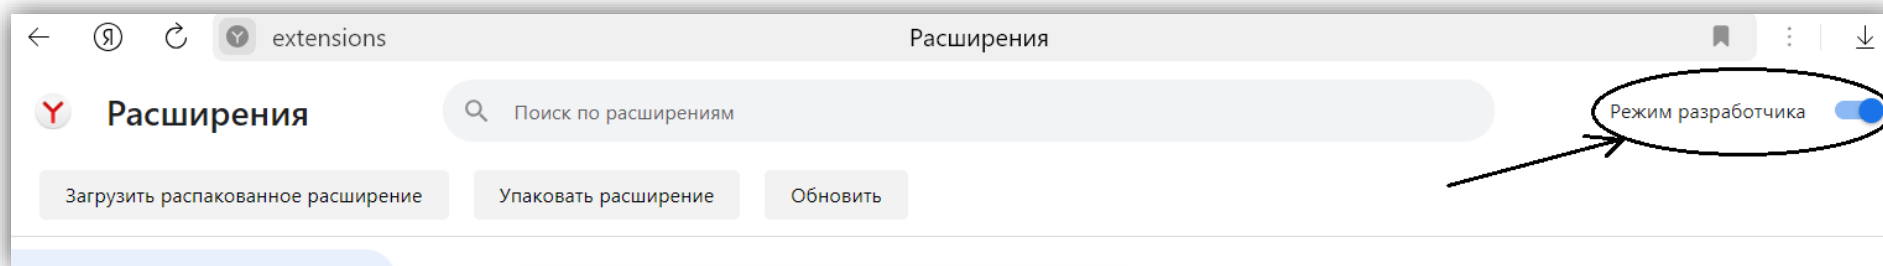 Я extensions Расширения
Y Расширения Поиск по расширениям Режим разработчика
Загрузить распакованное расширение Упаковать расширение Обновить